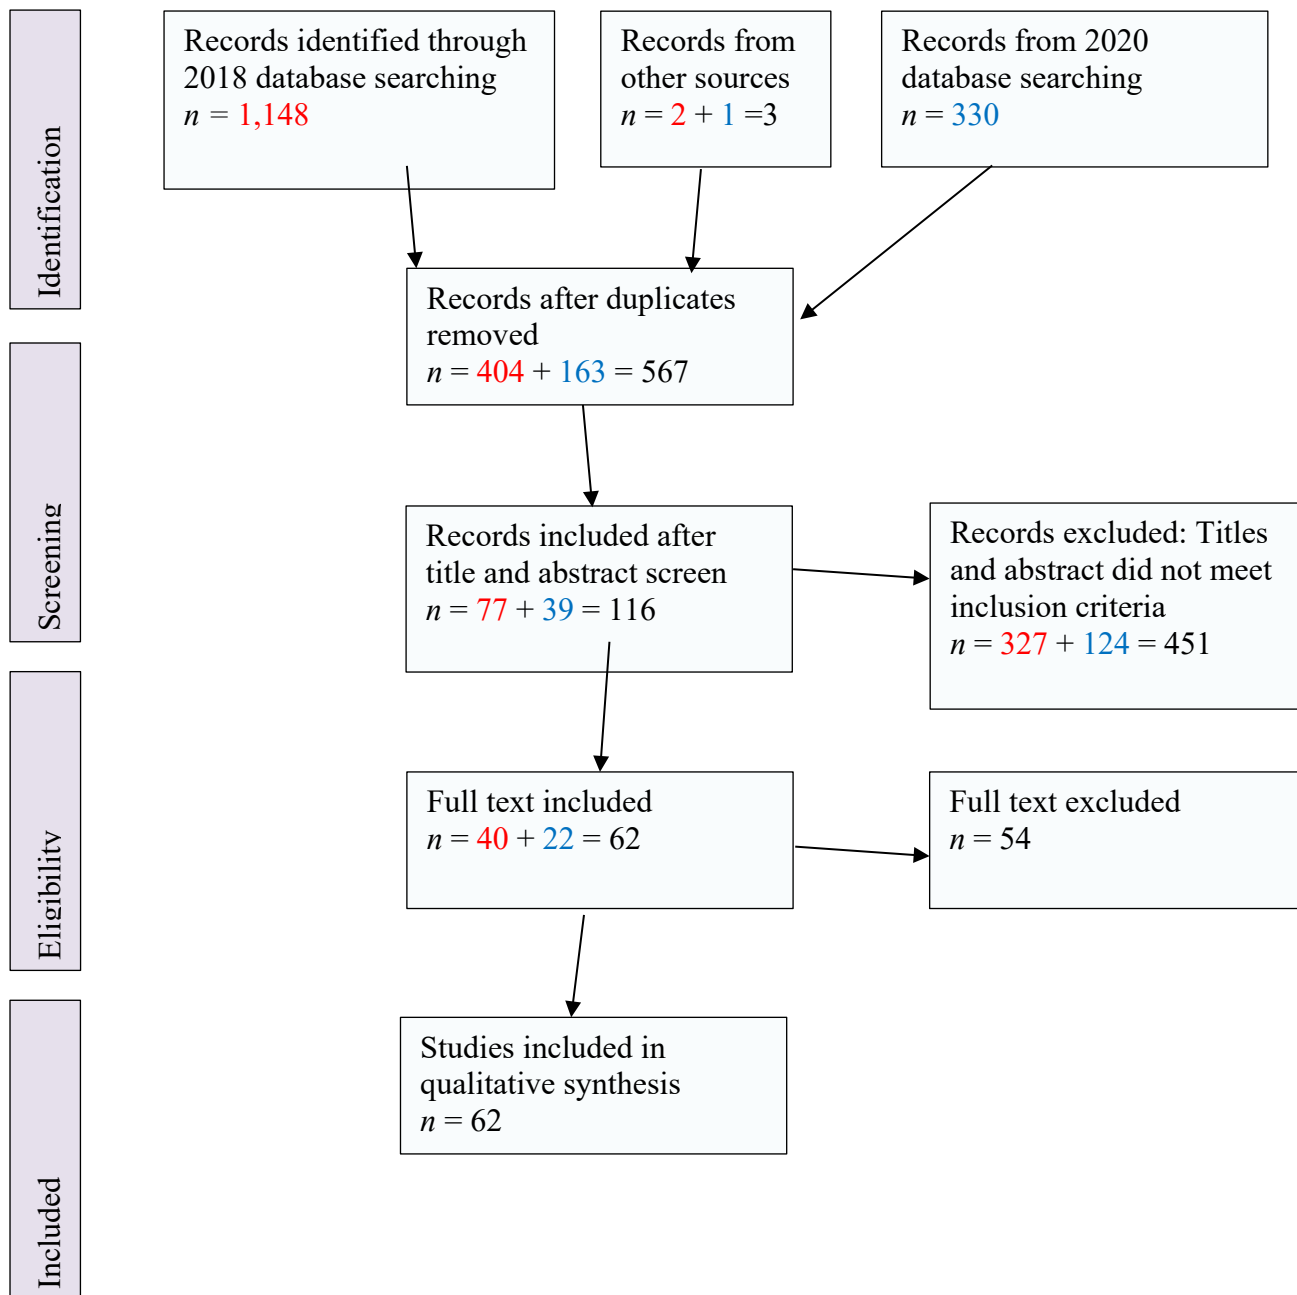 Identification
Records identified through
2018 database searching
n = 1,148
Records from
other sources
n = 2 + 1 =3
Records from 2020
database searching
n = 330
Records after duplicates
removed
n = 404 + 163 = 567
Screening
Records included after
title and abstract screen
n = 77 + 39 = 116
Records excluded: Titles
and abstract did not meet
inclusion criteria
n = 327 + 124 = 451
Eligibility
Full text included
n = 40 + 22 = 62
Full text excluded
n = 54
Included
Studies included in
qualitative synthesis
n = 62